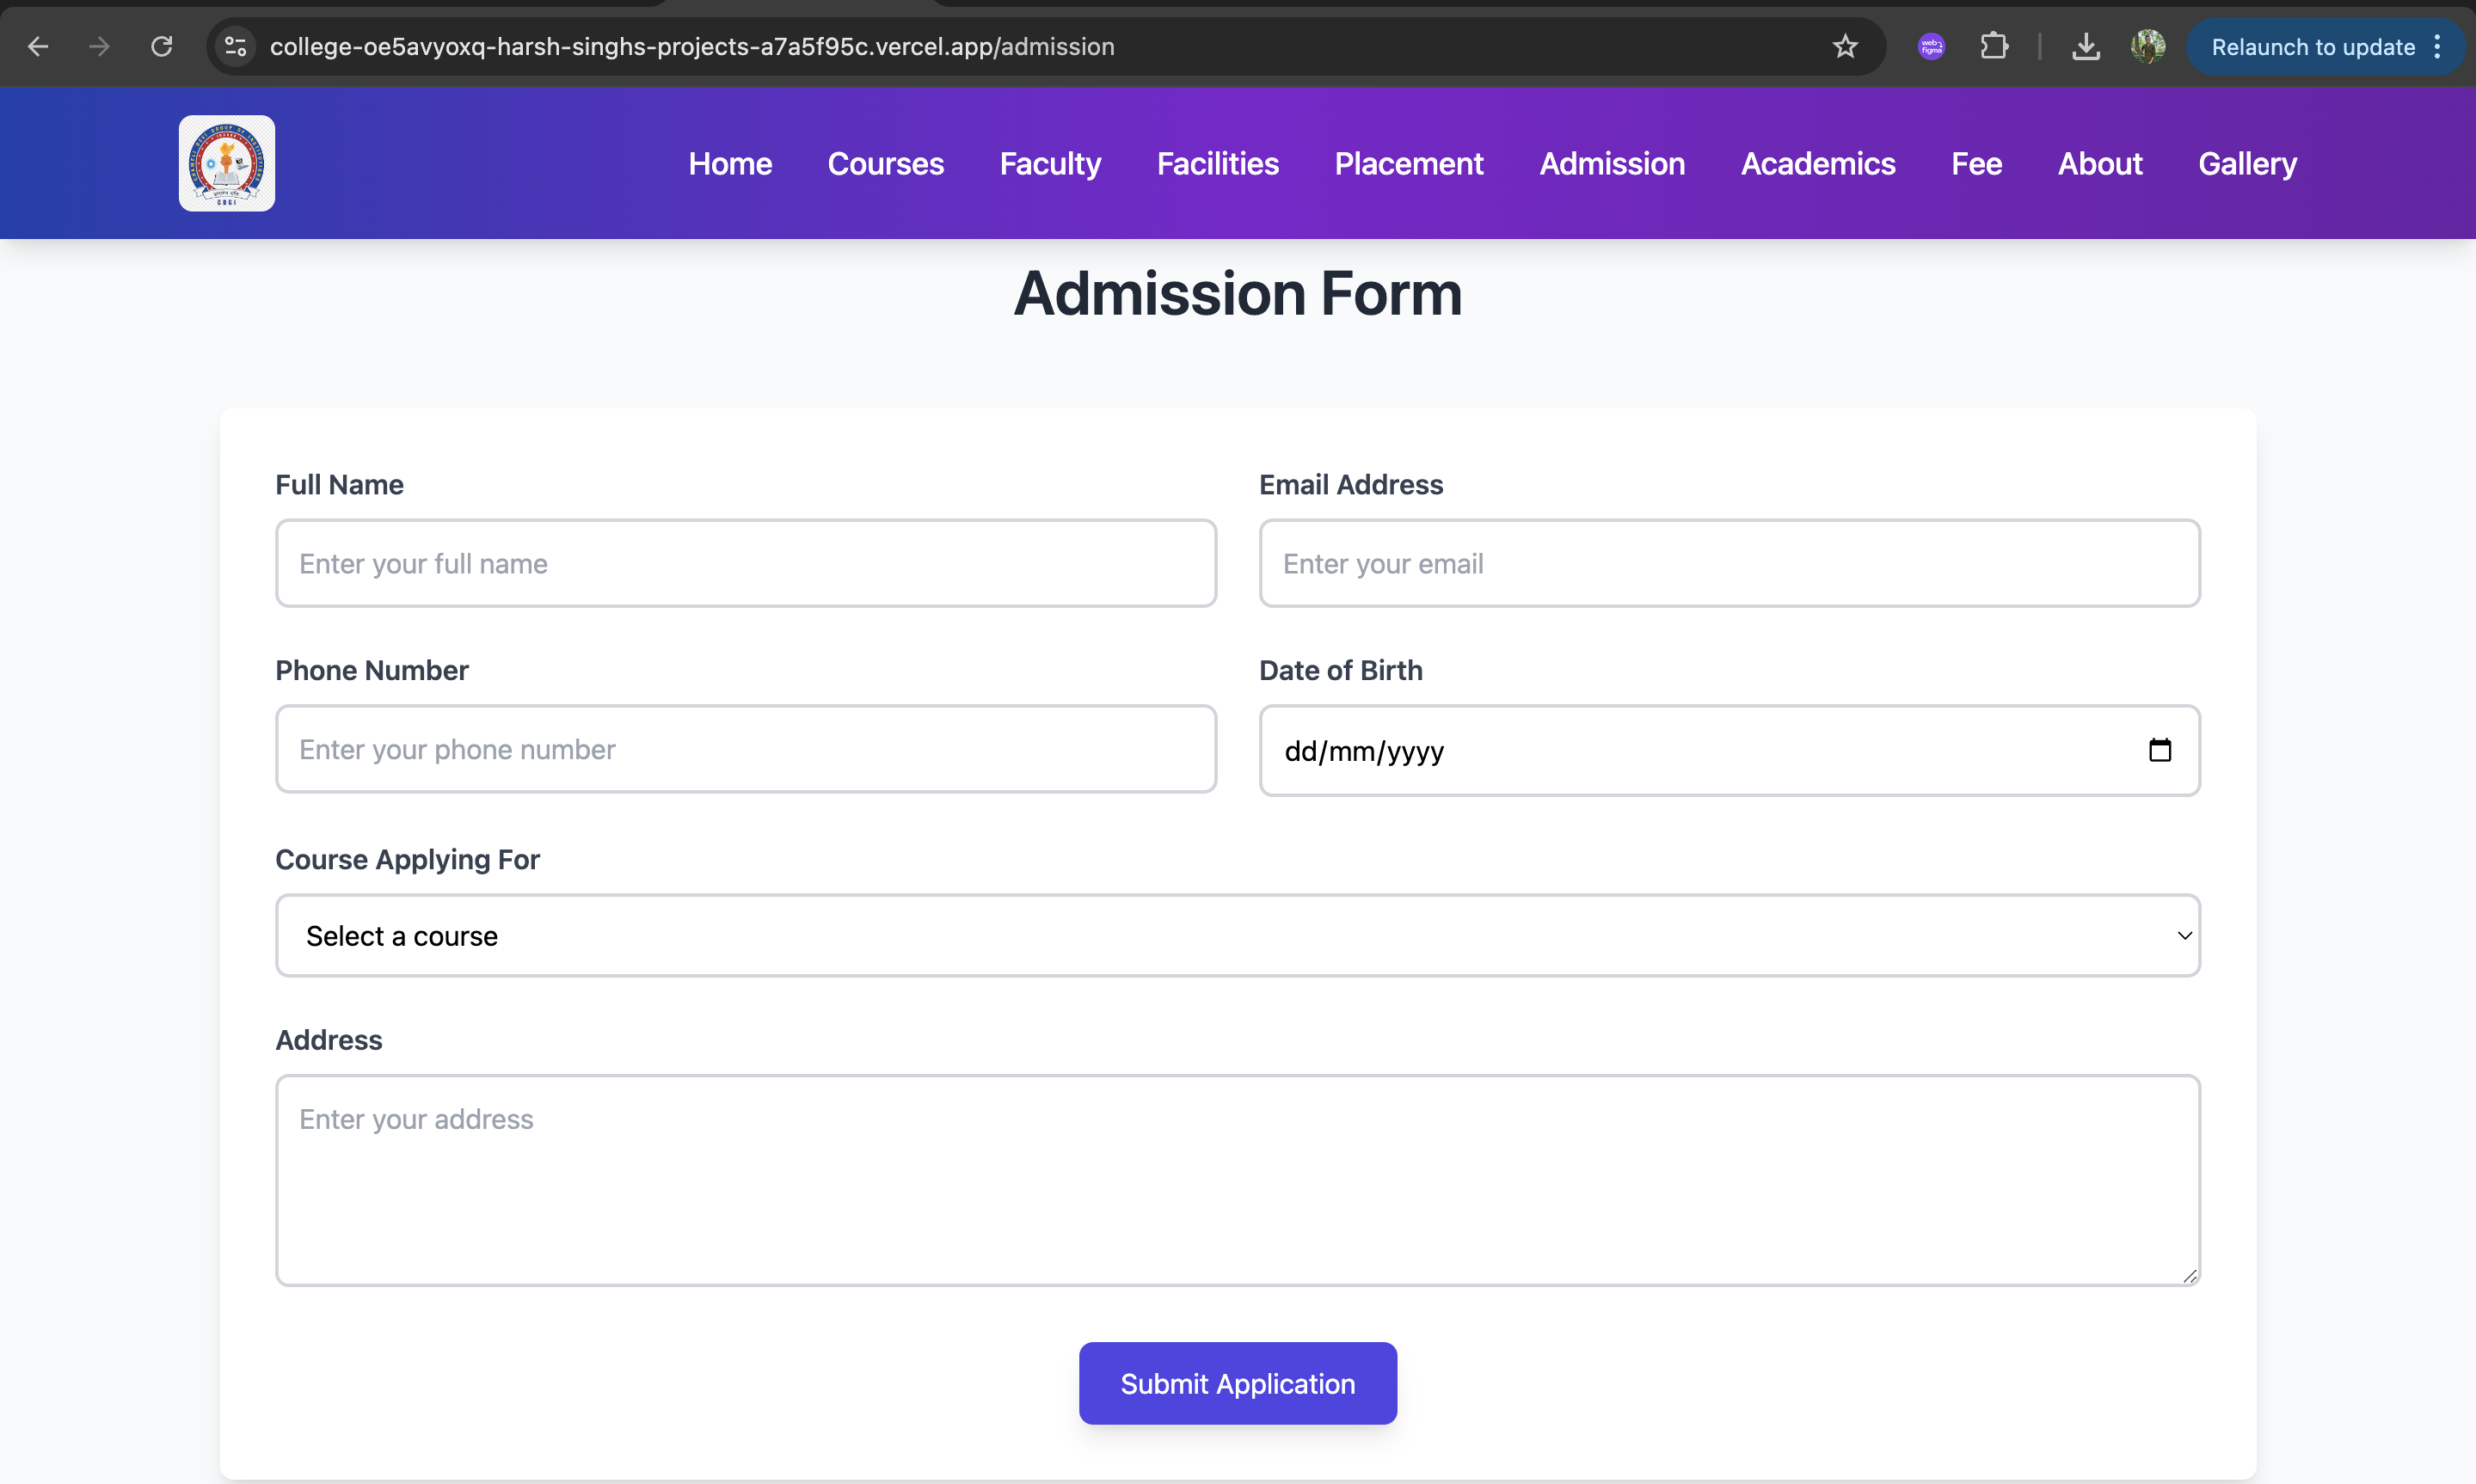 college-oe5avyoxq-harsh-singhs-projects-a7a5f95c.vercel.app/admission
Relaunch to update
Home Courses Faculty Facilities Placement Admission Academics Fee About Gallery
Admission Form
Full Name Email Address
Enter your full name Enter your email
Phone Number Date of Birth
Enter your phone number dd/mm/yyyy
Course Applying For
Select a course
Address
Enter your address
Submit Application